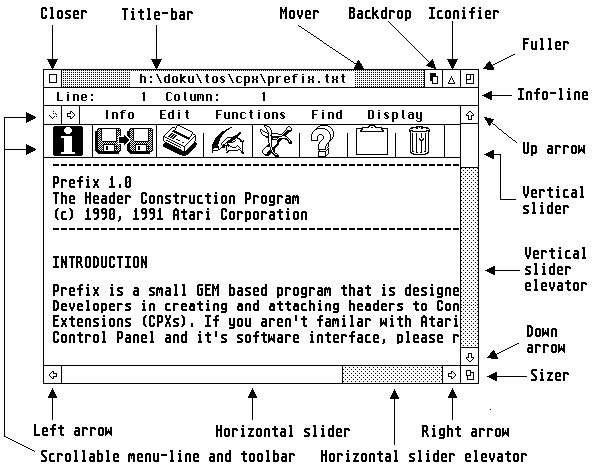 Closer Title-bar Mover Backdrop Iconifier
Fuller
h:\doku\tos\cpx\prefix.txt
Line: 1 Column: 1
Info-line
Info Edit Functions Find Display
Up arrow
Prefix 1.0
The Header Construction Program
(c) 1990, 1991 Atari Corporation
Vertical
slider
INTRODUCTION
Vertical
slider
elevator
Prefix is a small GEM based program that is designe
Developers in creating and attaching headers to Con
Extensions (CPXs). If you aren't familar with Atari
Control Panel and it's software interface, please r
Down
arrow
Sizer
Left arrow Horizontal slider Right arrow
Scrollable menu-line and toolbar Horizontal slider elevator